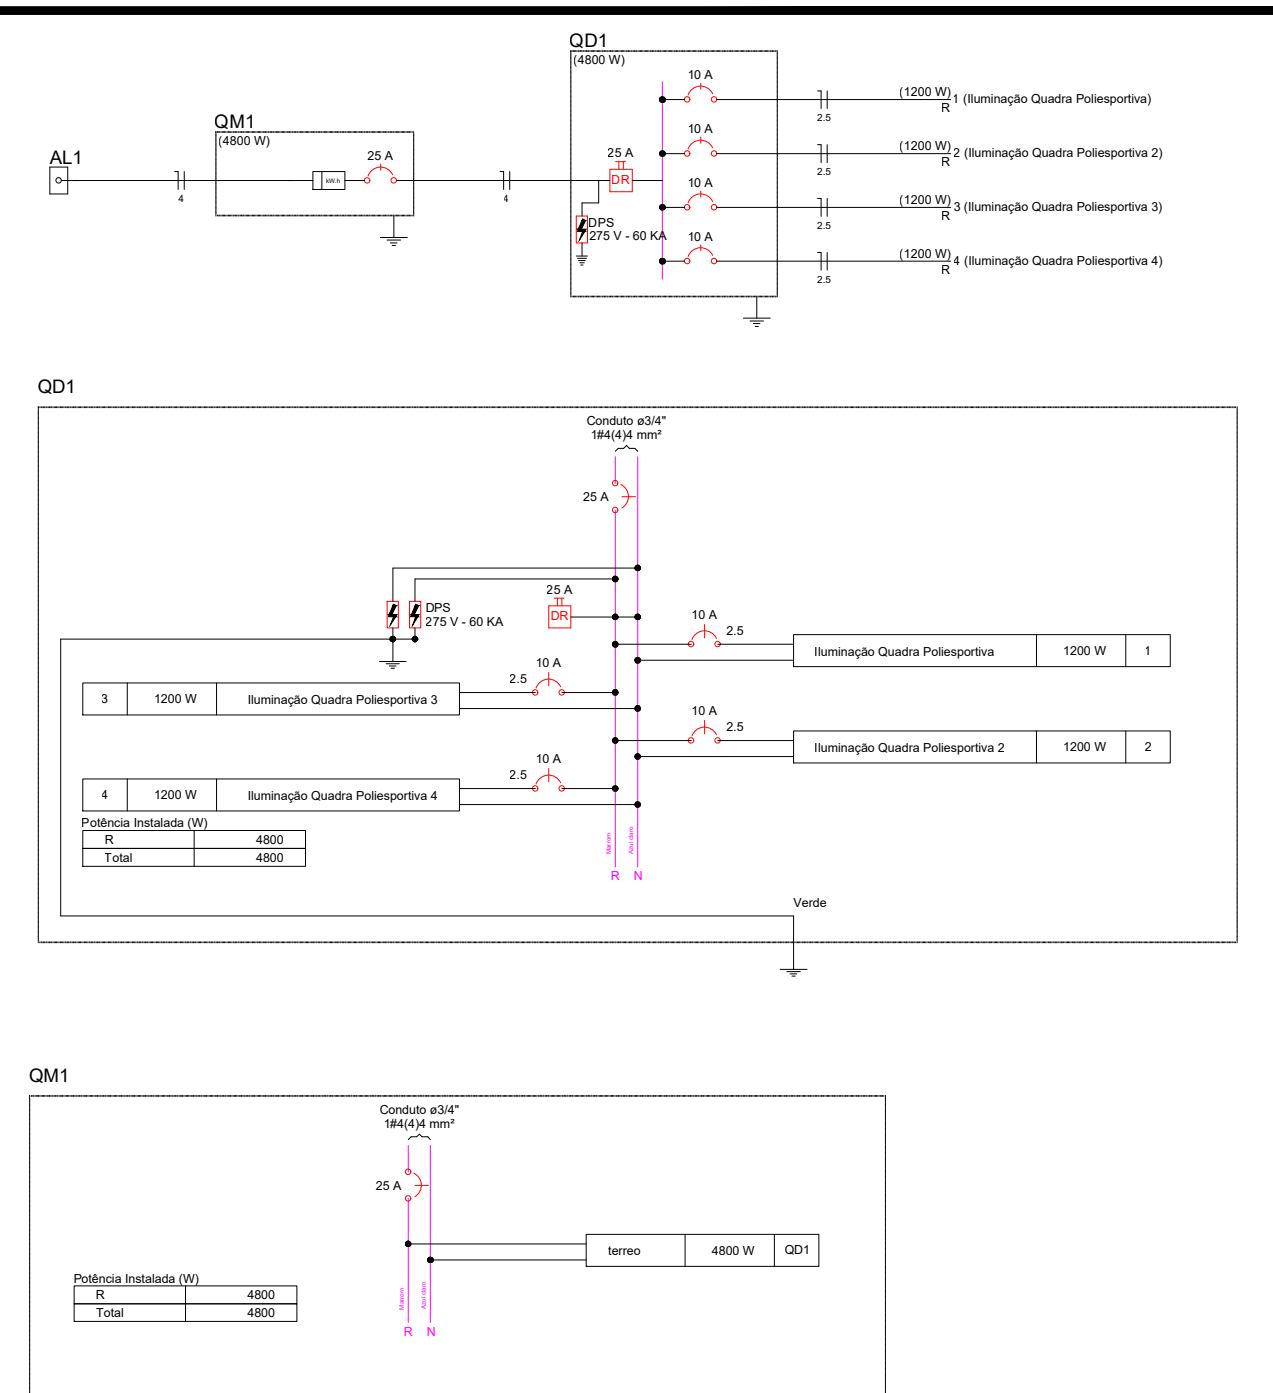 QD1
(4800 W)
10 A
(1200 W)
R
1 (Iluminação Quadra Poliesportiva)
2.5
QM1
(4800 W)
25 A
kW.h
AL1
4
4
25 A
DR
DPS
275 V - 60 KA
10 A
(1200 W)
R
2 (Iluminação Quadra Poliesportiva 2)
2.5
10 A
(1200 W)
R
3 (Iluminação Quadra Poliesportiva 3)
2.5
10 A
(1200 W)
R
4 (Iluminação Quadra Poliesportiva 4)
2.5
QD1
Conduto ø3/4"
1#4(4)4 mm²
25 A
25 A
DR
DPS
275 V - 60 KA
10 A
2.5
Iluminação Quadra Poliesportiva 1200 W 1
10 A
2.5
3 1200 W Iluminação Quadra Poliesportiva 3
10 A
2.5
Iluminação Quadra Poliesportiva 2 1200 W 2
10 A
2.5
4 1200 W Iluminação Quadra Poliesportiva 4
Potência Instalada (W)
R 4800
Total 4800
Marrom
Azul claro
R N
Verde
QM1
Conduto ø3/4"
1#4(4)4 mm²
25 A
terreo 4800 W QD1
Potência Instalada (W)
R 4800
Total 4800
Marrom
Azul claro
R N